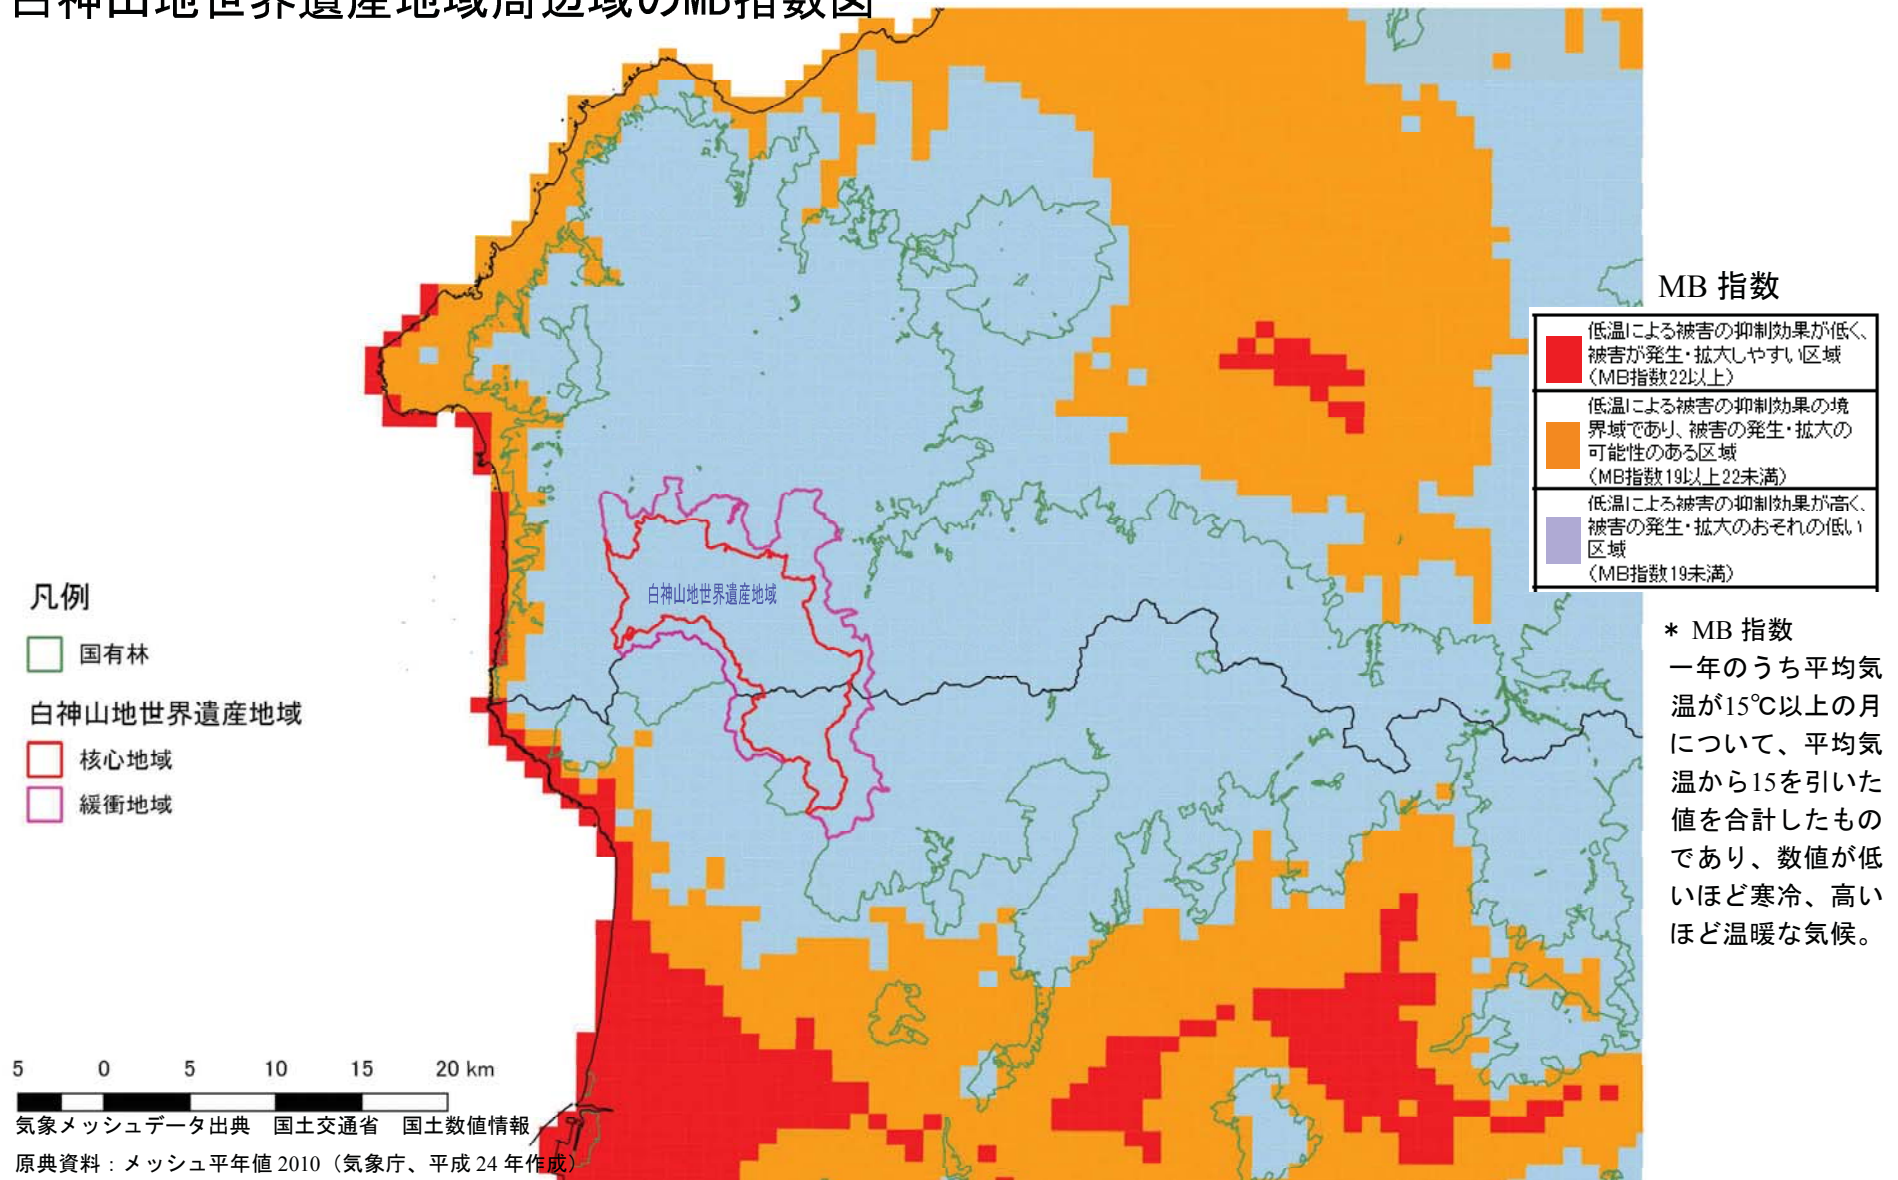 白神山地世界遺産地域周辺域のMB指数図
MB 指数
低温による被害の抑制効果が低く、
被害が発生・拡大しやすい区域
（MB指数22以上）
低温による被害の抑制効果の境
界域であり、被害の発生・拡大の
可能性のある区域
（MB指数19以上22未満）
低温による被害の抑制効果が高く、
被害の発生・拡大のおそれの低い
区域
（MB指数19未満）
白神山地世界遺産地域
凡例
国有林
白神山地世界遺産地域
核心地域
緩衝地域
* MB 指数
一年のうち平均気
温が15℃以上の月
について、平均気
温から15を引いた
値を合計したもの
であり、数値が低
いほど寒冷、高い
ほど温暖な気候。
5 0 5 10 15 20 km
気象メッシュデータ出典　国土交通省　国土数値情報
原典資料：メッシュ平年値 2010（気象庁、平成 24 年作成）